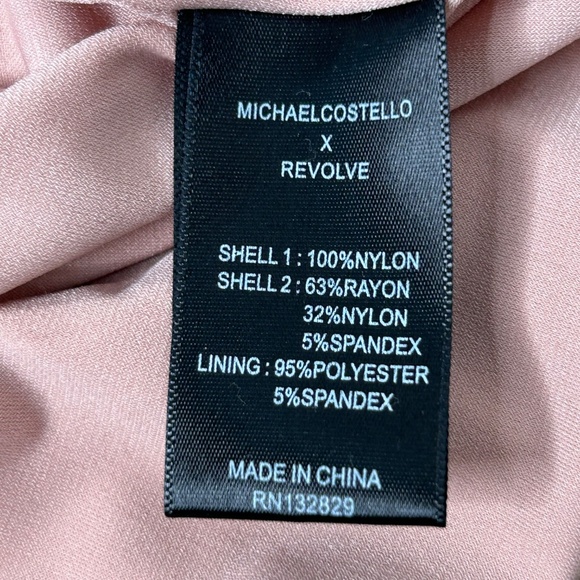 MICHAELCOSTELLO
X
REVOLVE
SHELL 1 : 100%NYLON
SHELL 2 : 63%RAYON
32%NYLON
5%SPANDEX
LINING : 95%POLYESTER
5%SPANDEX
MADE IN CHINA
RN132829